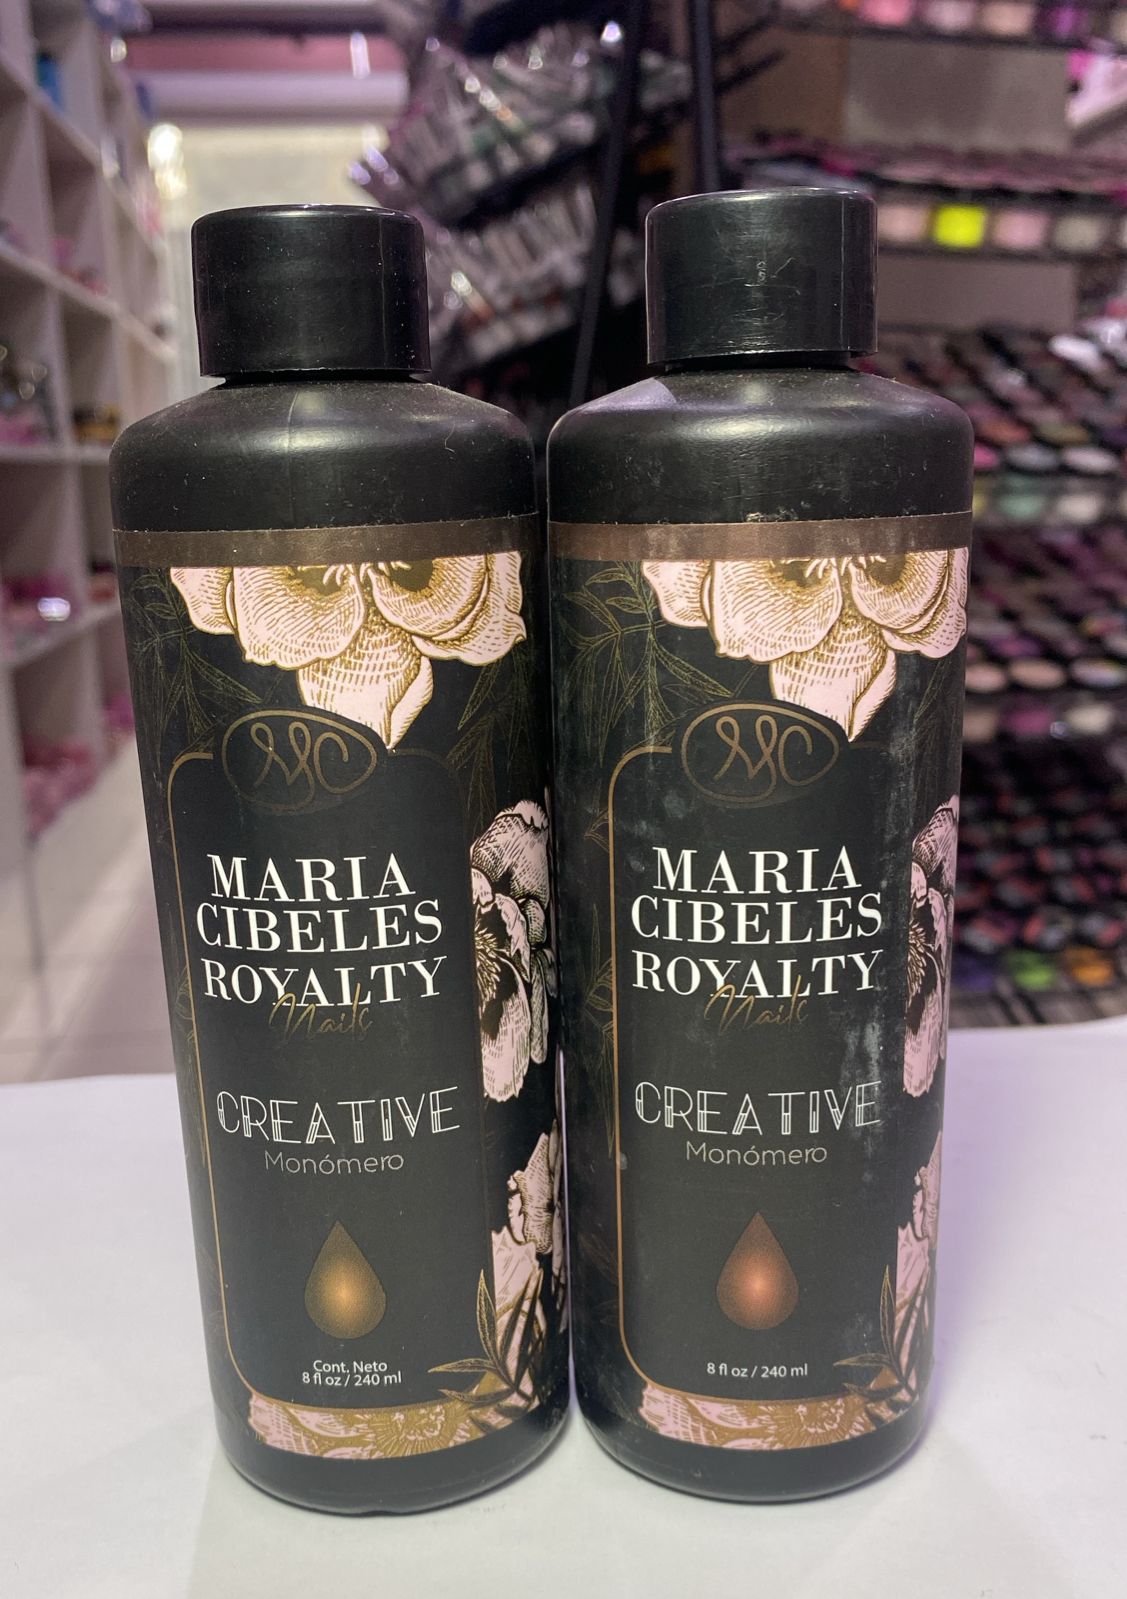 MC
MARIA
CIBELES
ROYALTY
Nails
CREATIVE
Monómero
Cont. Neto
8 fl oz / 240 ml
MC
MARIA
CIBELES
ROYALTY
Nails
CREATIVE
Monómero
8 fl oz / 240 ml